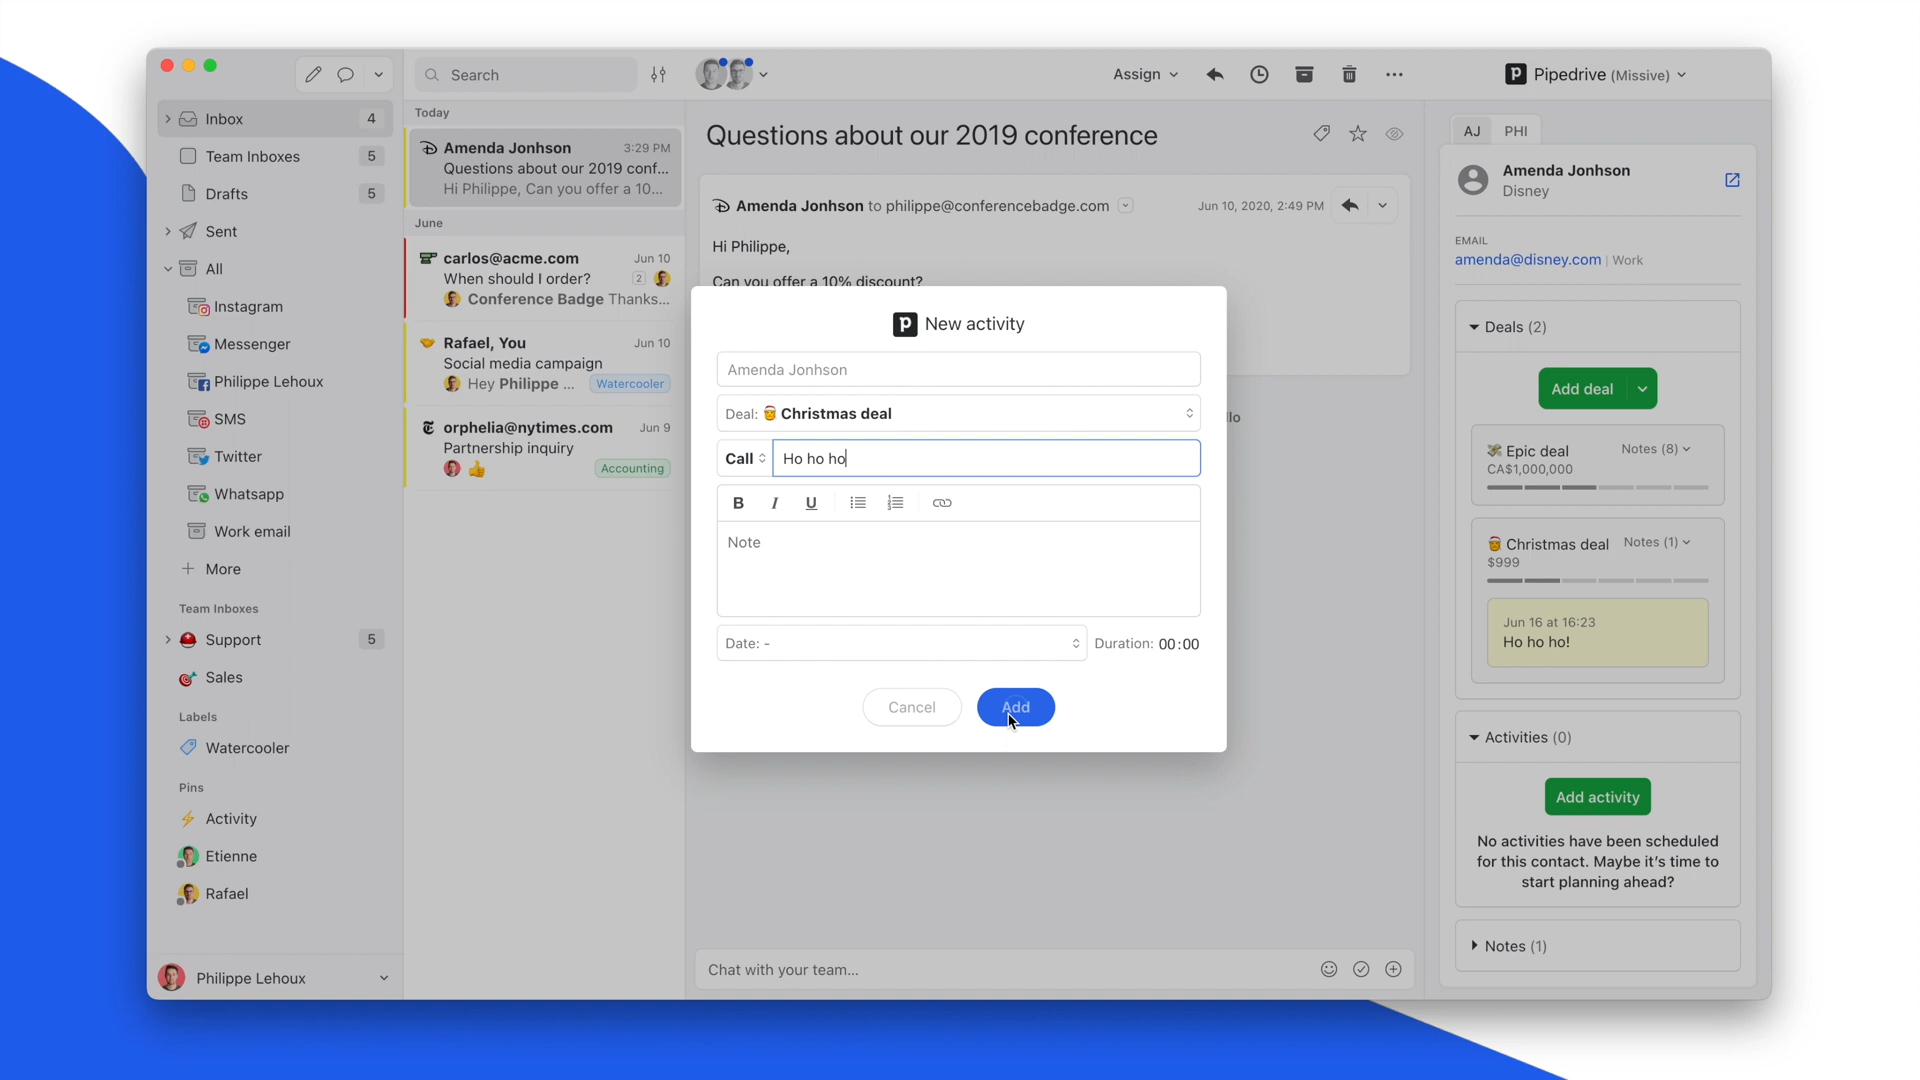 Search
Assign
Pipedrive (Missive)
Inbox 4
Team Inboxes 5
Drafts 5
Sent
All
Instagram
Messenger
Philippe Lehoux
SMS
Twitter
Whatsapp
Work email
More
Team Inboxes
Support 5
Sales
Labels
Watercooler
Pins
Activity
Etienne
Rafael
Philippe Lehoux
Today
Amenda Jonhson 3:29 PM
Questions about our 2019 conf...
Hi Philippe, Can you offer a 10...
June
carlos@acme.com Jun 10
When should I order? 2
Conference Badge Thanks...
Rafael, You Jun 10
Social media campaign
Hey Philippe ... Watercooler
orphelia@nytimes.com Jun 9
Partnership inquiry
Accounting
Questions about our 2019 conference
Amenda Jonhson to philippe@conferencebadge.com Jun 10, 2020, 2:49 PM
Hi Philippe,
Can you offer a 10% discount?
New activity
Amenda Jonhson
Deal: Christmas deal
Call Ho ho ho
B I U
Note
Date: - Duration: 00:00
Cancel Add
Chat with your team...
AJ PHI
Amenda Jonhson
Disney
EMAIL
amenda@disney.com | Work
Deals (2)
Add deal
Epic deal Notes (8)
CA$1,000,000
Christmas deal Notes (1)
$999
Jun 16 at 16:23
Ho ho ho!
Activities (0)
Add activity
No activities have been scheduled
for this contact. Maybe it's time to
start planning ahead?
Notes (1)